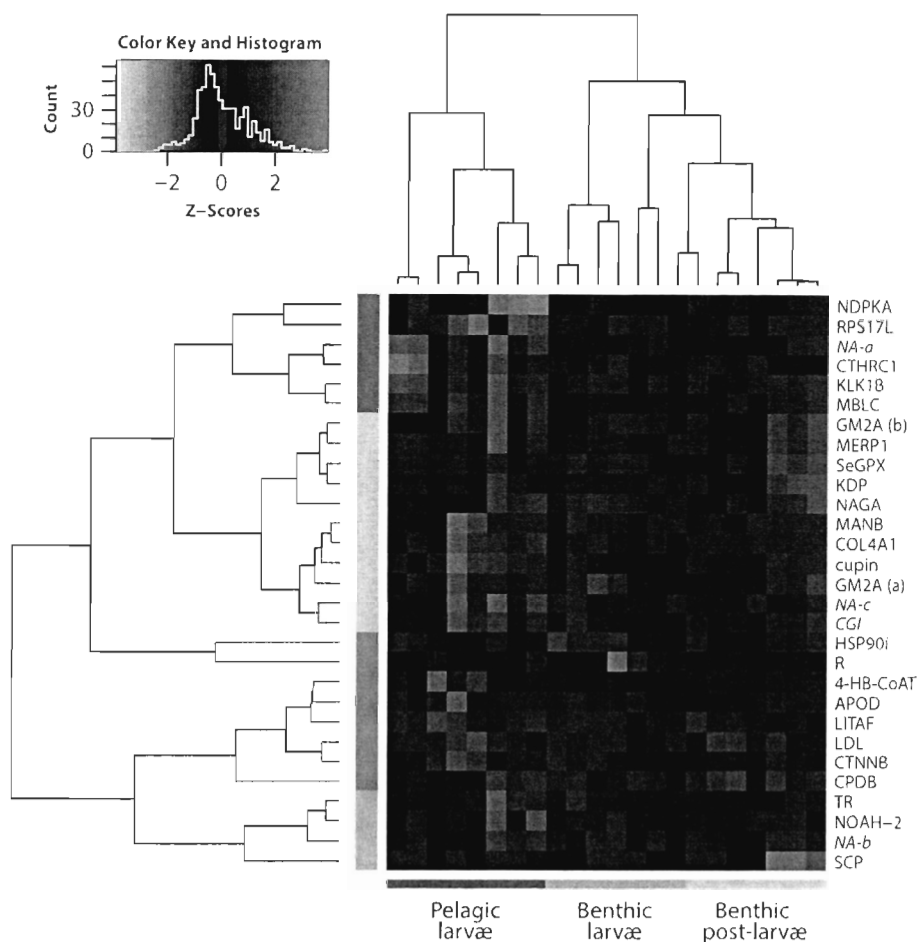 Color Key and Histogram
Count
30
0
−2 0 2
Z−Scores
NDPKA
RPS17L
NA-a
CTHRC1
KLK1B
MBLC
GM2A (b)
MERP1
SeGPX
KDP
NAGA
MANB
COL4A1
cupin
GM2A (a)
NA-c
CGI
HSP90i
R
4-HB-CoAT
APOD
LITAF
LDL
CTNNB
CPDB
TR
NOAH−2
NA-b
SCP
Pelagic
larvæ
Benthic
larvæ
Benthic
post-larvæ